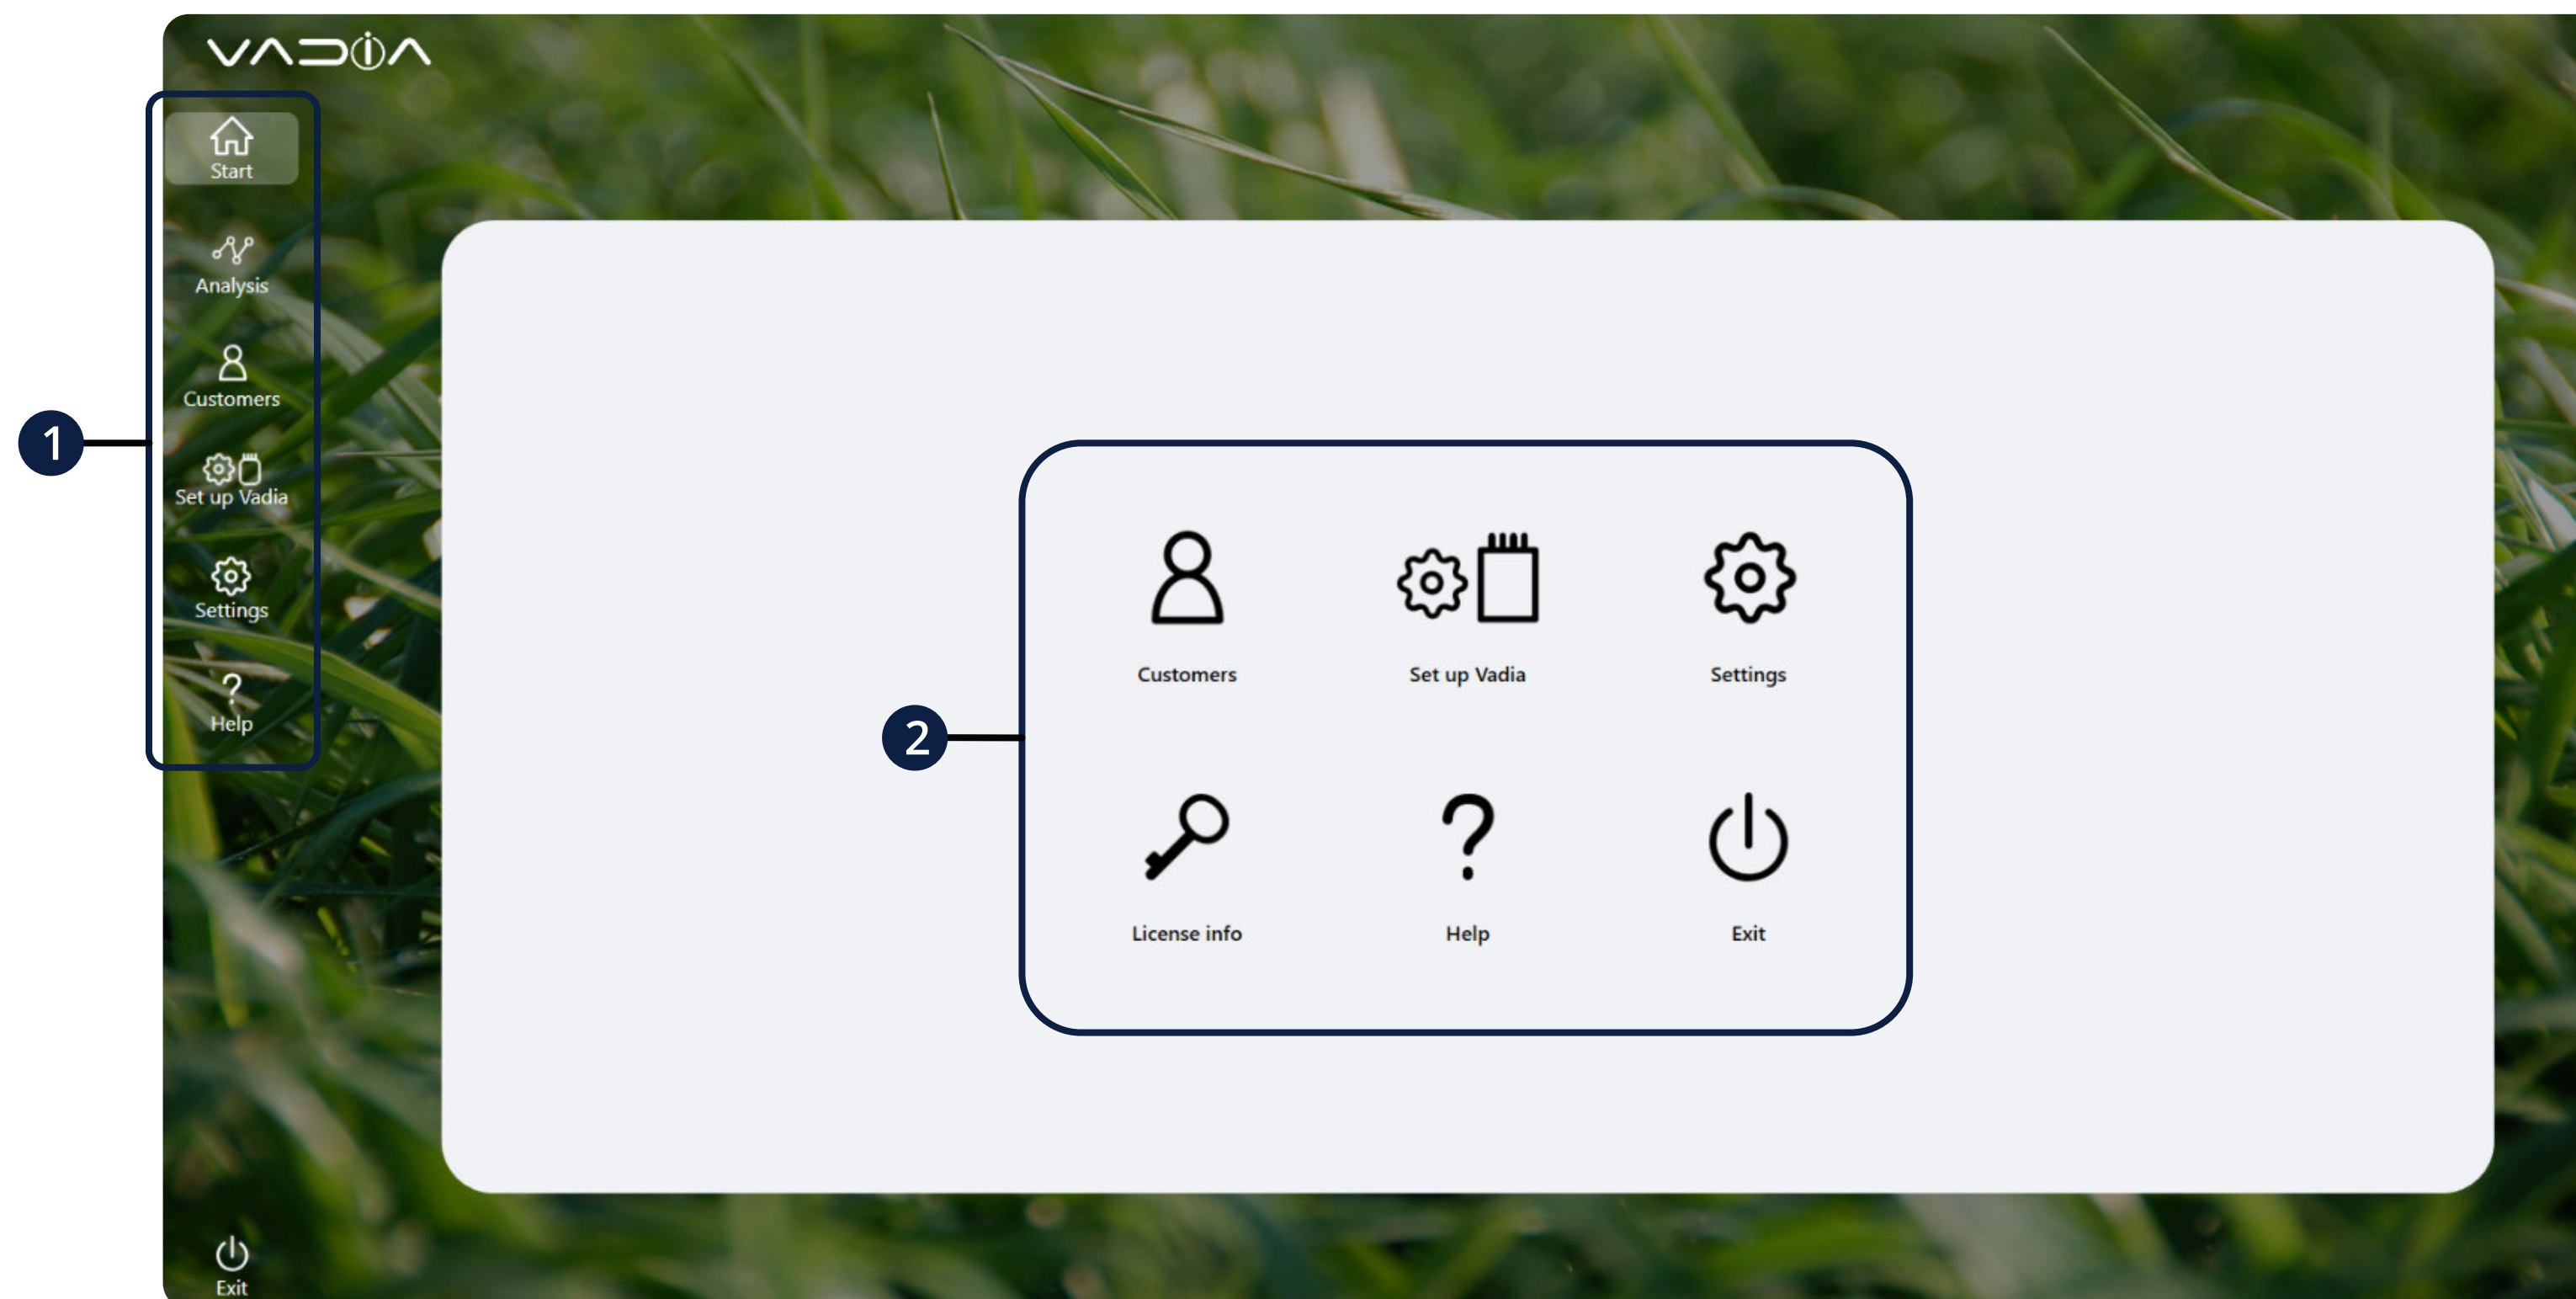 VADIA
Start
Analysis
Customers
1
Set up Vadia
Settings
Help
Exit
Customers
Set up Vadia
Settings
2
License info
Help
Exit